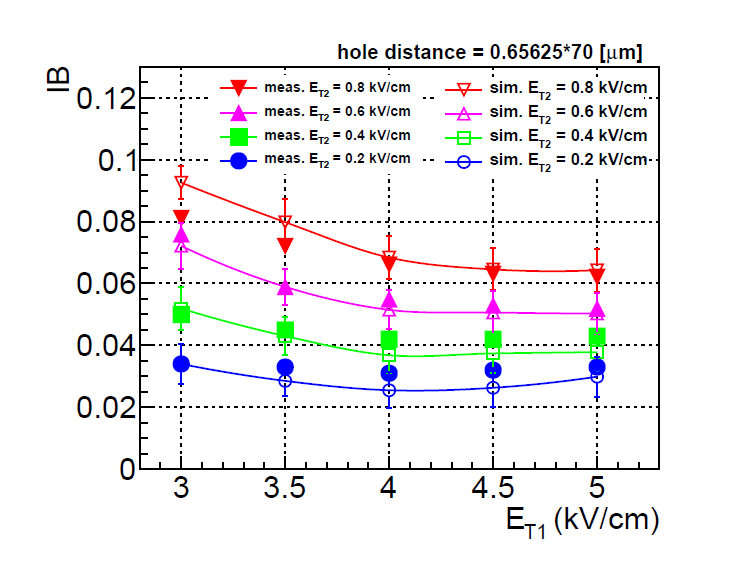 hole distance = 0.65625*70 [μm]
IB
meas. E_T2 = 0.8 kV/cm
meas. E_T2 = 0.6 kV/cm
meas. E_T2 = 0.4 kV/cm
meas. E_T2 = 0.2 kV/cm
sim. E_T2 = 0.8 kV/cm
sim. E_T2 = 0.6 kV/cm
sim. E_T2 = 0.4 kV/cm
sim. E_T2 = 0.2 kV/cm
0.12
0.1
0.08
0.06
0.04
0.02
0
3 3.5 4 4.5 5
E_T1 (kV/cm)